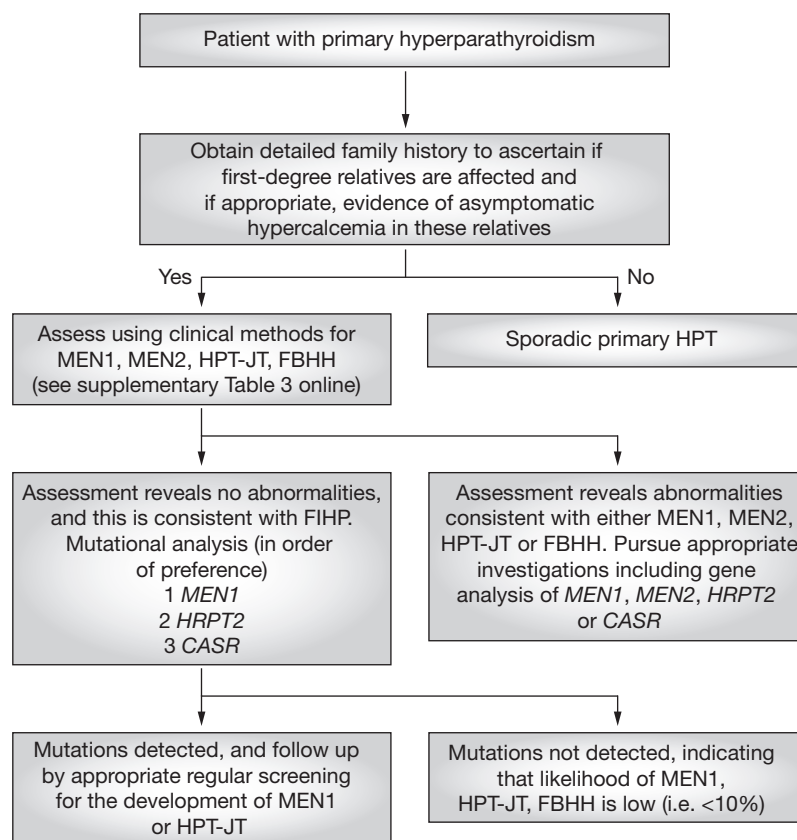 Patient with primary hyperparathyroidism
Obtain detailed family history to ascertain if
first-degree relatives are affected and
if appropriate, evidence of asymptomatic
hypercalcemia in these relatives
Yes
No
Assess using clinical methods for
MEN1, MEN2, HPT-JT, FBHH
(see supplementary Table 3 online)
Sporadic primary HPT
Assessment reveals no abnormalities,
and this is consistent with FIHP.
Mutational analysis (in order
of preference)
1 MEN1
2 HRPT2
3 CASR
Assessment reveals abnormalities
consistent with either MEN1, MEN2,
HPT-JT or FBHH. Pursue appropriate
investigations including gene
analysis of MEN1, MEN2, HRPT2
or CASR
Mutations detected, and follow up
by appropriate regular screening
for the development of MEN1
or HPT-JT
Mutations not detected, indicating
that likelihood of MEN1,
HPT-JT, FBHH is low (i.e. <10%)